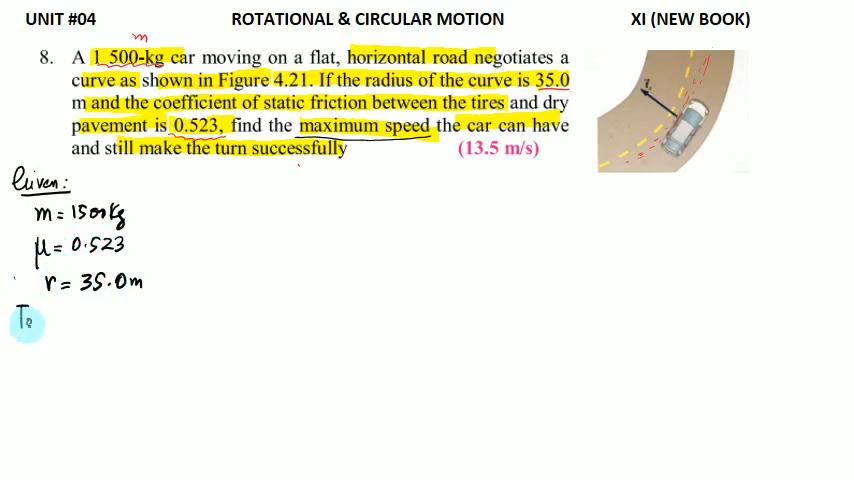 UNIT #04 ROTATIONAL & CIRCULAR MOTION XI (NEW BOOK)
m
8. A 1 500-kg car moving on a flat, horizontal road negotiates a
curve as shown in Figure 4.21. If the radius of the curve is 35.0
m and the coefficient of static friction between the tires and dry
pavement is 0.523, find the maximum speed the car can have
and still make the turn successfully (13.5 m/s)
Given:
m = 1500kg
μ = 0.523
r = 35.0m
To